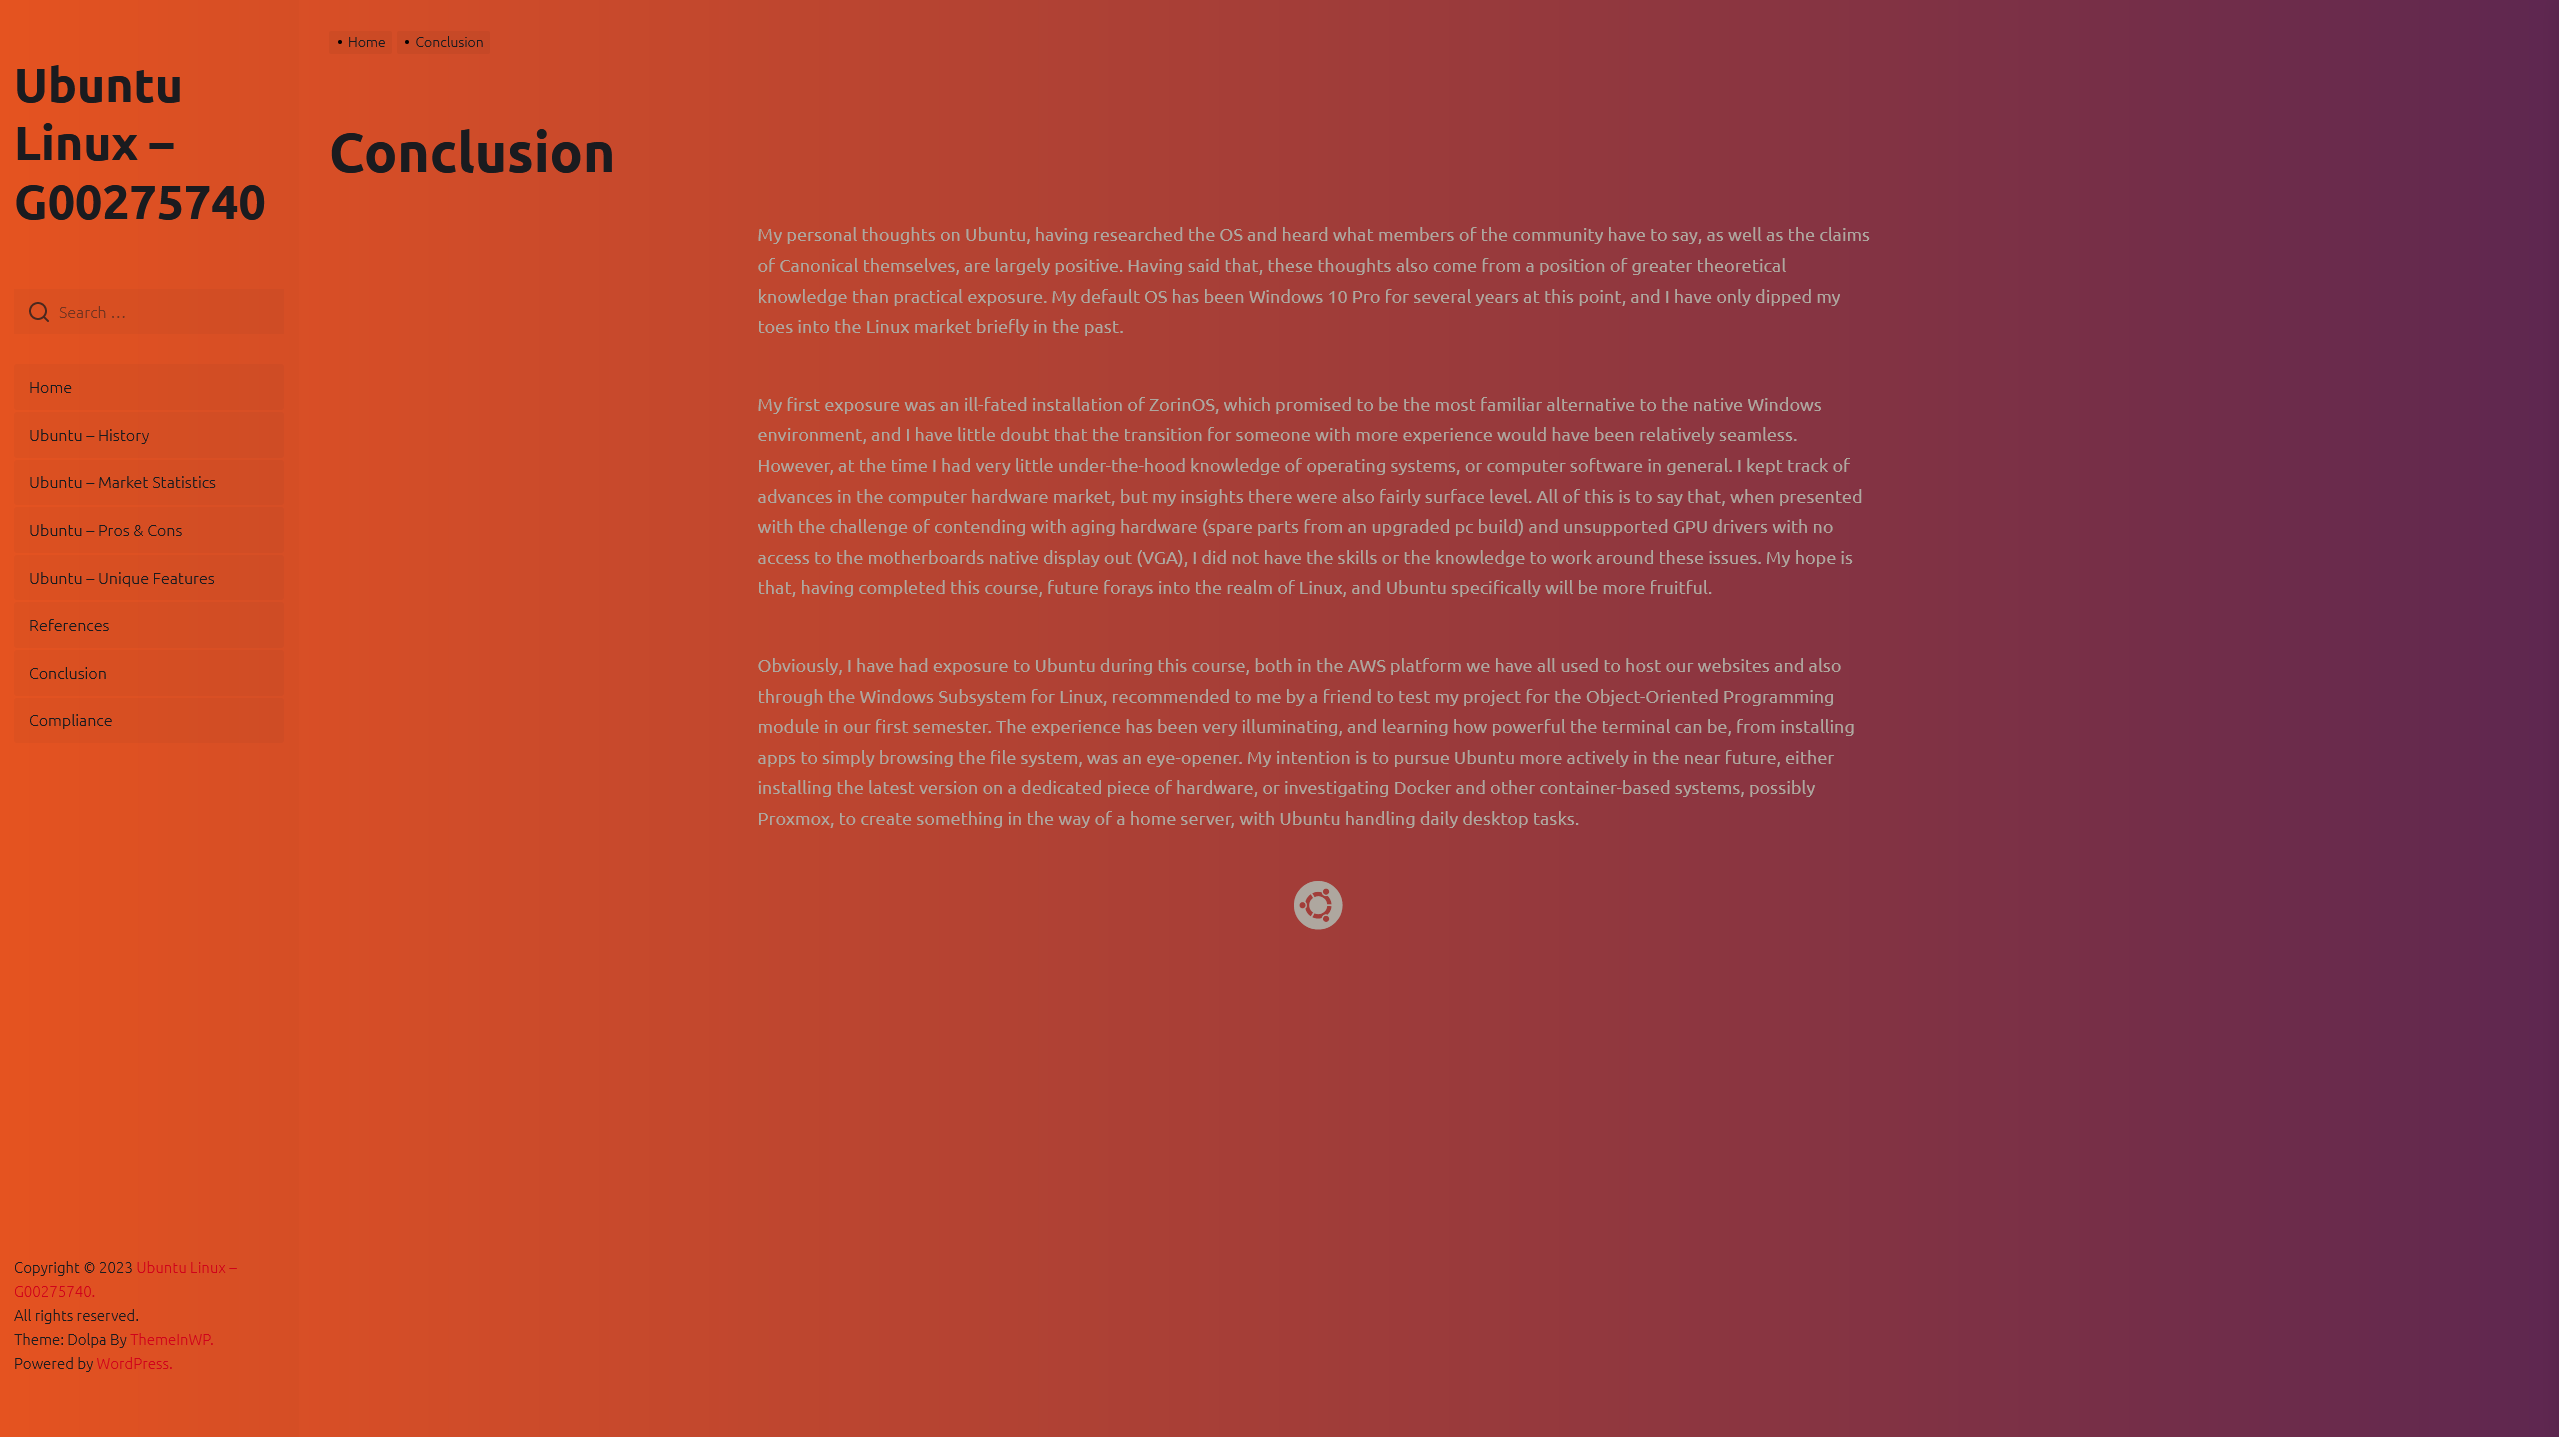 Ubuntu
Linux –
G00275740
Search …
Home
Ubuntu – History
Ubuntu – Market Statistics
Ubuntu – Pros & Cons
Ubuntu – Unique Features
References
Conclusion
Compliance
Copyright © 2023 Ubuntu Linux –
G00275740.
All rights reserved.
Theme: Dolpa By ThemeInWP.
Powered by WordPress.
• Home • Conclusion
Conclusion
My personal thoughts on Ubuntu, having researched the OS and heard what members of the community have to say, as well as the claims
of Canonical themselves, are largely positive. Having said that, these thoughts also come from a position of greater theoretical
knowledge than practical exposure. My default OS has been Windows 10 Pro for several years at this point, and I have only dipped my
toes into the Linux market briefly in the past.
My first exposure was an ill-fated installation of ZorinOS, which promised to be the most familiar alternative to the native Windows
environment, and I have little doubt that the transition for someone with more experience would have been relatively seamless.
However, at the time I had very little under-the-hood knowledge of operating systems, or computer software in general. I kept track of
advances in the computer hardware market, but my insights there were also fairly surface level. All of this is to say that, when presented
with the challenge of contending with aging hardware (spare parts from an upgraded pc build) and unsupported GPU drivers with no
access to the motherboards native display out (VGA), I did not have the skills or the knowledge to work around these issues. My hope is
that, having completed this course, future forays into the realm of Linux, and Ubuntu specifically will be more fruitful.
Obviously, I have had exposure to Ubuntu during this course, both in the AWS platform we have all used to host our websites and also
through the Windows Subsystem for Linux, recommended to me by a friend to test my project for the Object-Oriented Programming
module in our first semester. The experience has been very illuminating, and learning how powerful the terminal can be, from installing
apps to simply browsing the file system, was an eye-opener. My intention is to pursue Ubuntu more actively in the near future, either
installing the latest version on a dedicated piece of hardware, or investigating Docker and other container-based systems, possibly
Proxmox, to create something in the way of a home server, with Ubuntu handling daily desktop tasks.